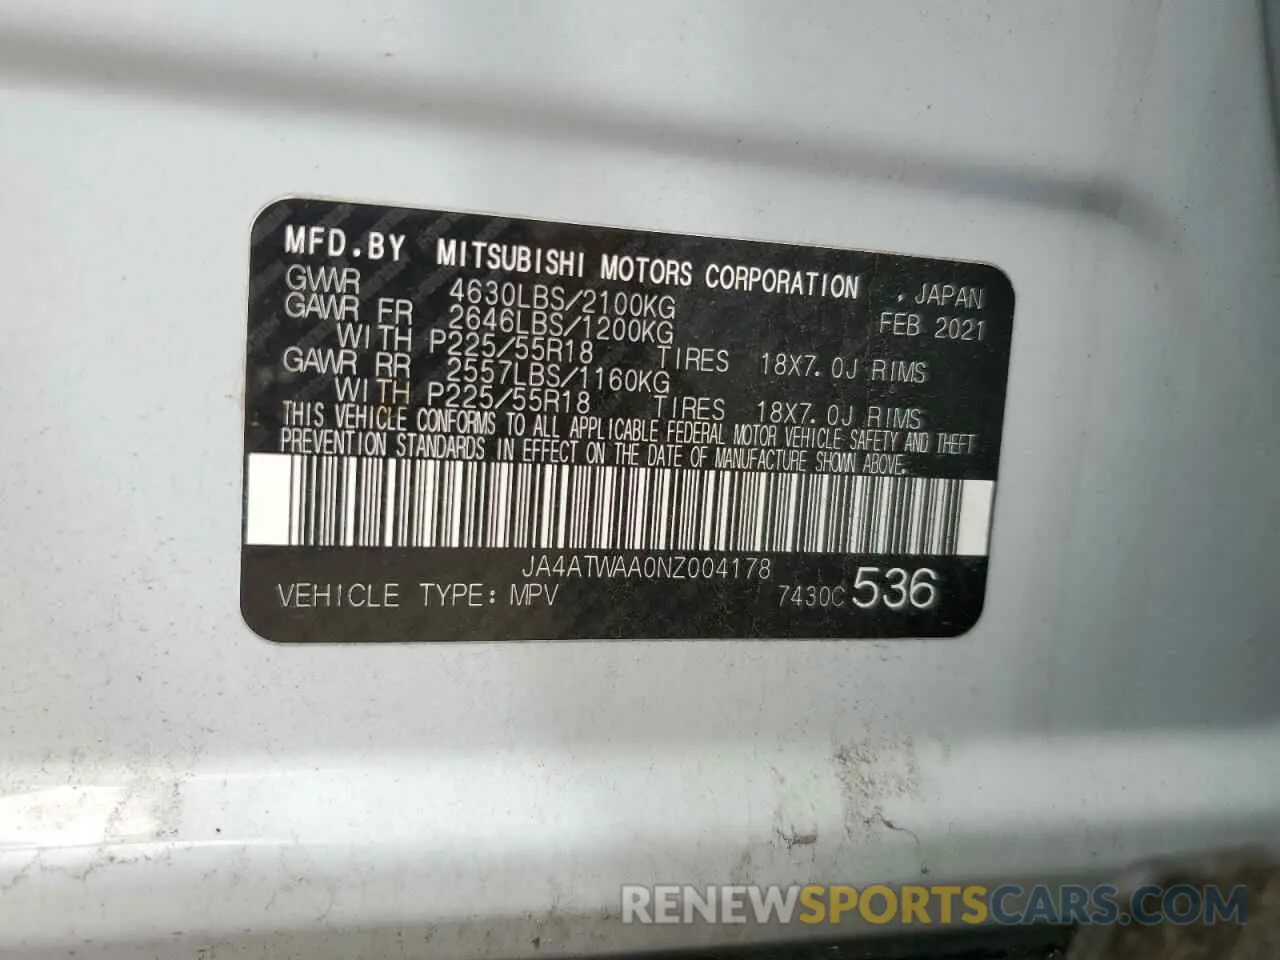 MFD.BY MITSUBISHI MOTORS CORPORATION , JAPAN
GVWR 4630LBS/2100KG FEB 2021
GAWR FR 2646LBS/1200KG
WITH P225/55R18 TIRES 18X7.0J RIMS
GAWR RR 2557LBS/1160KG
WITH P225/55R18 TIRES 18X7.0J RIMS
THIS VEHICLE CONFORMS TO ALL APPLICABLE FEDERAL MOTOR VEHICLE SAFETY AND THEFT
PREVENTION STANDARDS IN EFFECT ON THE DATE OF MANUFACTURE SHOWN ABOVE.
JA4ATWAA0NZ004178
VEHICLE TYPE: MPV 7430C 536
RENEWSPORTSCARS.COM